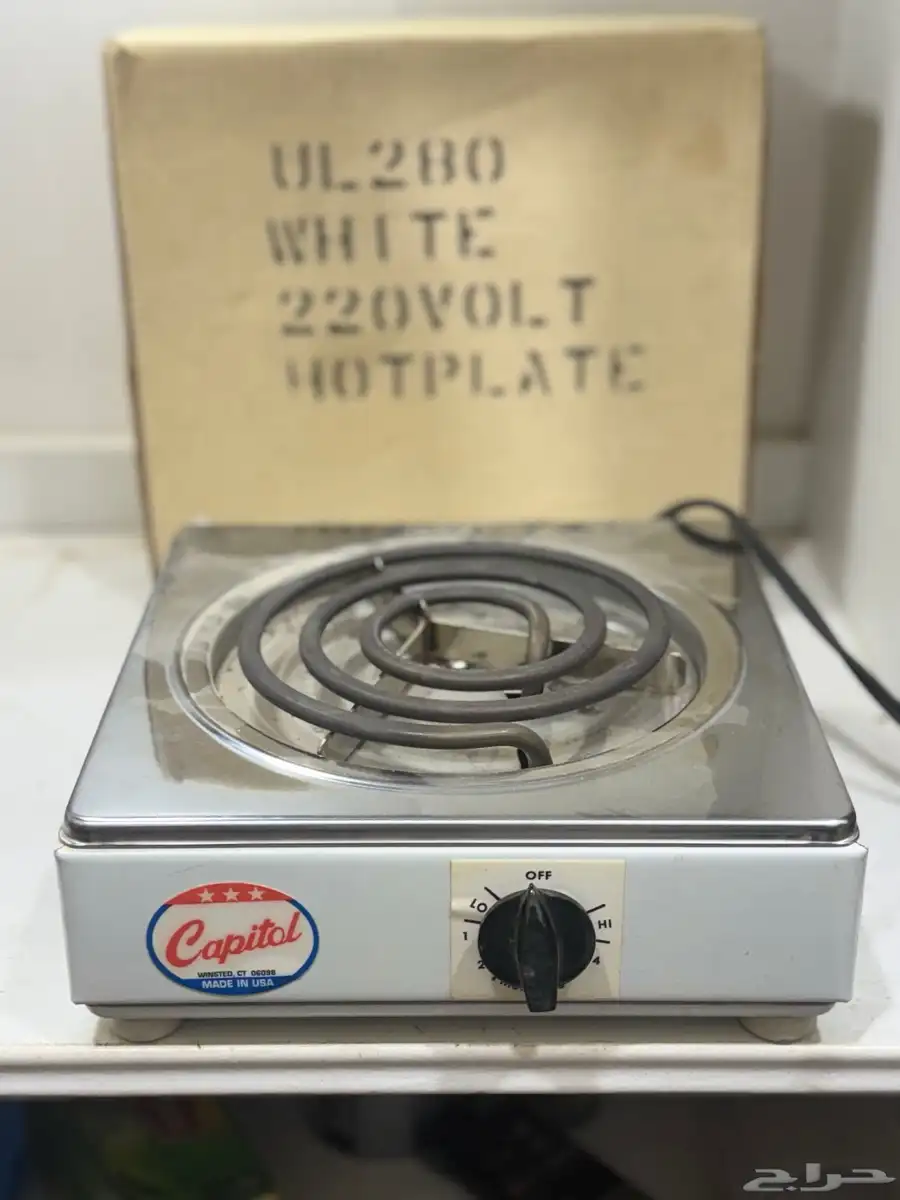 UL280
WHITE
220VOLT
HOTPLATE
OFF
LO
HI
1
4
2
Capitol
WINSTED, CT 06098
MADE IN USA
حراج